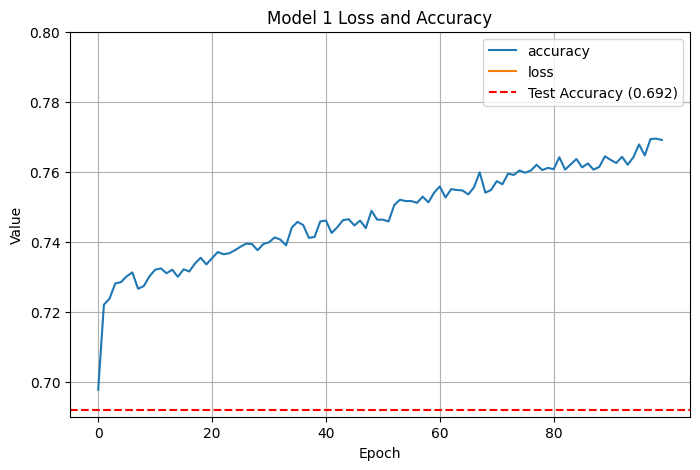 Model 1 Loss and Accuracy
0.80
0.78
0.76
0.74
0.72
0.70
Value
accuracy
loss
Test Accuracy (0.692)
0
20
40
60
80
Epoch